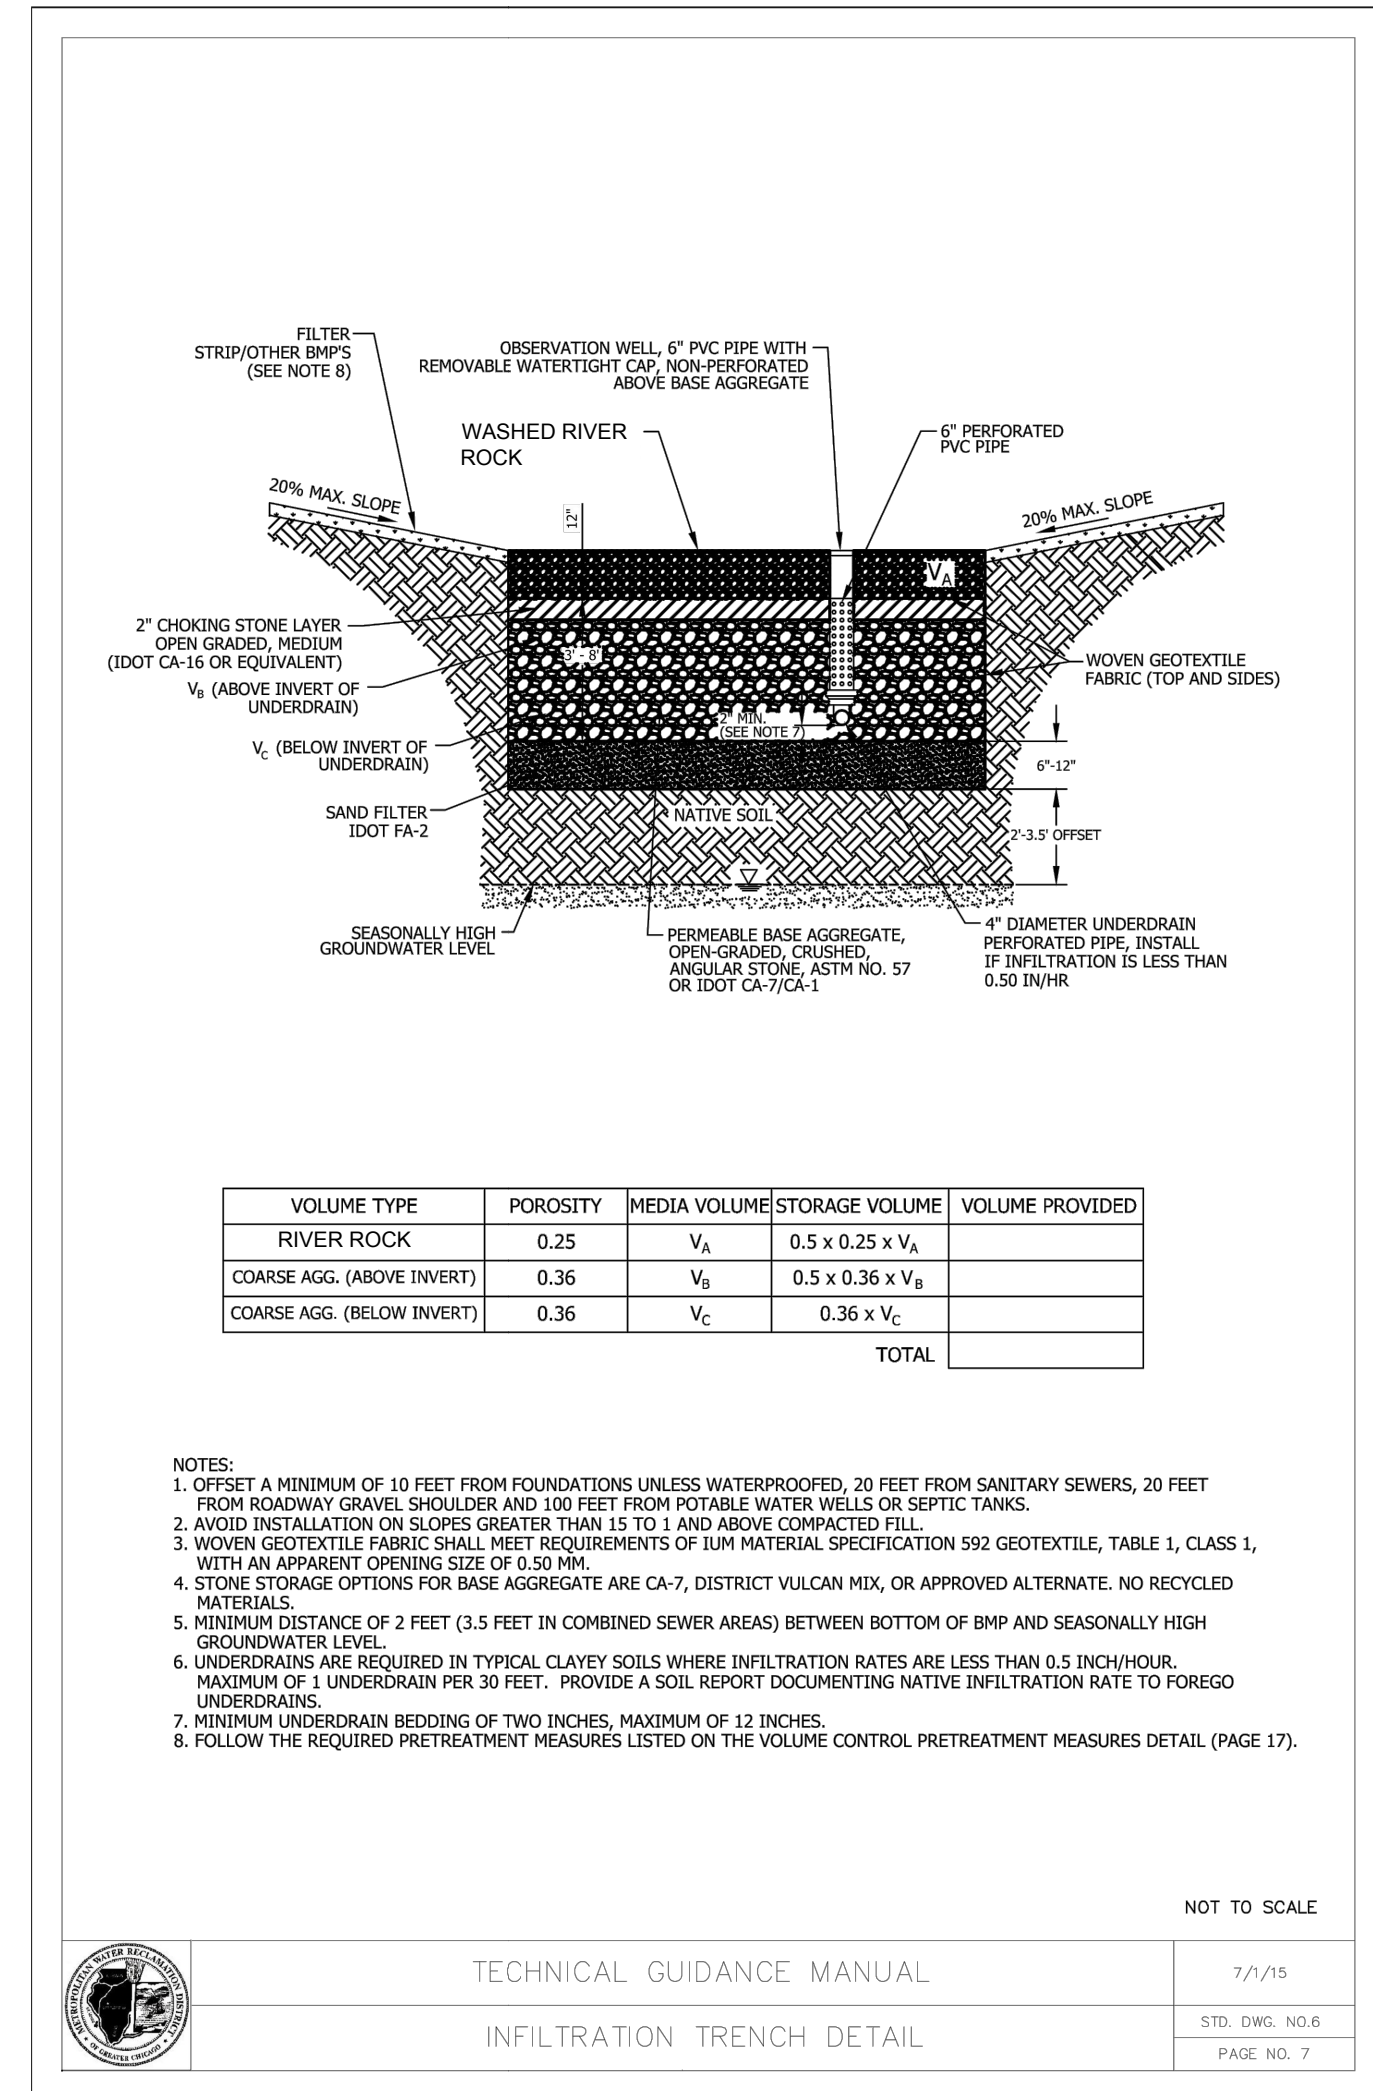 FILTER
STRIP/OTHER BMP'S
(SEE NOTE 8)
OBSERVATION WELL, 6" PVC PIPE WITH
REMOVABLE WATERTIGHT CAP, NON-PERFORATED
ABOVE BASE AGGREGATE
WASHED RIVER
ROCK
6" PERFORATED
PVC PIPE
20% MAX. SLOPE
12"
20% MAX. SLOPE
VA
2" CHOKING STONE LAYER
OPEN GRADED, MEDIUM
(IDOT CA-16 OR EQUIVALENT)
3' - 8'
WOVEN GEOTEXTILE
FABRIC (TOP AND SIDES)
VB (ABOVE INVERT OF
UNDERDRAIN)
2" MIN.
(SEE NOTE 7)
VC (BELOW INVERT OF
UNDERDRAIN)
6"-12"
SAND FILTER
IDOT FA-2
NATIVE SOIL
2'-3.5' OFFSET
SEASONALLY HIGH
GROUNDWATER LEVEL
PERMEABLE BASE AGGREGATE,
OPEN-GRADED, CRUSHED,
ANGULAR STONE, ASTM NO. 57
OR IDOT CA-7/CA-1
4" DIAMETER UNDERDRAIN
PERFORATED PIPE, INSTALL
IF INFILTRATION IS LESS THAN
0.50 IN/HR
VOLUME TYPE POROSITY MEDIA VOLUME STORAGE VOLUME VOLUME PROVIDED
RIVER ROCK 0.25 VA 0.5 x 0.25 x VA
COARSE AGG. (ABOVE INVERT) 0.36 VB 0.5 x 0.36 x VB
COARSE AGG. (BELOW INVERT) 0.36 VC 0.36 x VC
TOTAL
NOTES:
1. OFFSET A MINIMUM OF 10 FEET FROM FOUNDATIONS UNLESS WATERPROOFED, 20 FEET FROM SANITARY SEWERS, 20 FEET
FROM ROADWAY GRAVEL SHOULDER AND 100 FEET FROM POTABLE WATER WELLS OR SEPTIC TANKS.
2. AVOID INSTALLATION ON SLOPES GREATER THAN 15 TO 1 AND ABOVE COMPACTED FILL.
3. WOVEN GEOTEXTILE FABRIC SHALL MEET REQUIREMENTS OF IUM MATERIAL SPECIFICATION 592 GEOTEXTILE, TABLE 1, CLASS 1,
WITH AN APPARENT OPENING SIZE OF 0.50 MM.
4. STONE STORAGE OPTIONS FOR BASE AGGREGATE ARE CA-7, DISTRICT VULCAN MIX, OR APPROVED ALTERNATE. NO RECYCLED
MATERIALS.
5. MINIMUM DISTANCE OF 2 FEET (3.5 FEET IN COMBINED SEWER AREAS) BETWEEN BOTTOM OF BMP AND SEASONALLY HIGH
GROUNDWATER LEVEL.
6. UNDERDRAINS ARE REQUIRED IN TYPICAL CLAYEY SOILS WHERE INFILTRATION RATES ARE LESS THAN 0.5 INCH/HOUR.
MAXIMUM OF 1 UNDERDRAIN PER 30 FEET. PROVIDE A SOIL REPORT DOCUMENTING NATIVE INFILTRATION RATE TO FOREGO
UNDERDRAINS.
7. MINIMUM UNDERDRAIN BEDDING OF TWO INCHES, MAXIMUM OF 12 INCHES.
8. FOLLOW THE REQUIRED PRETREATMENT MEASURES LISTED ON THE VOLUME CONTROL PRETREATMENT MEASURES DETAIL (PAGE 17).
NOT TO SCALE
METROPOLITAN WATER RECLAMATION DISTRICT
OF GREATER CHICAGO
TECHNICAL GUIDANCE MANUAL
7/1/15
INFILTRATION TRENCH DETAIL
STD. DWG. NO.6
PAGE NO. 7